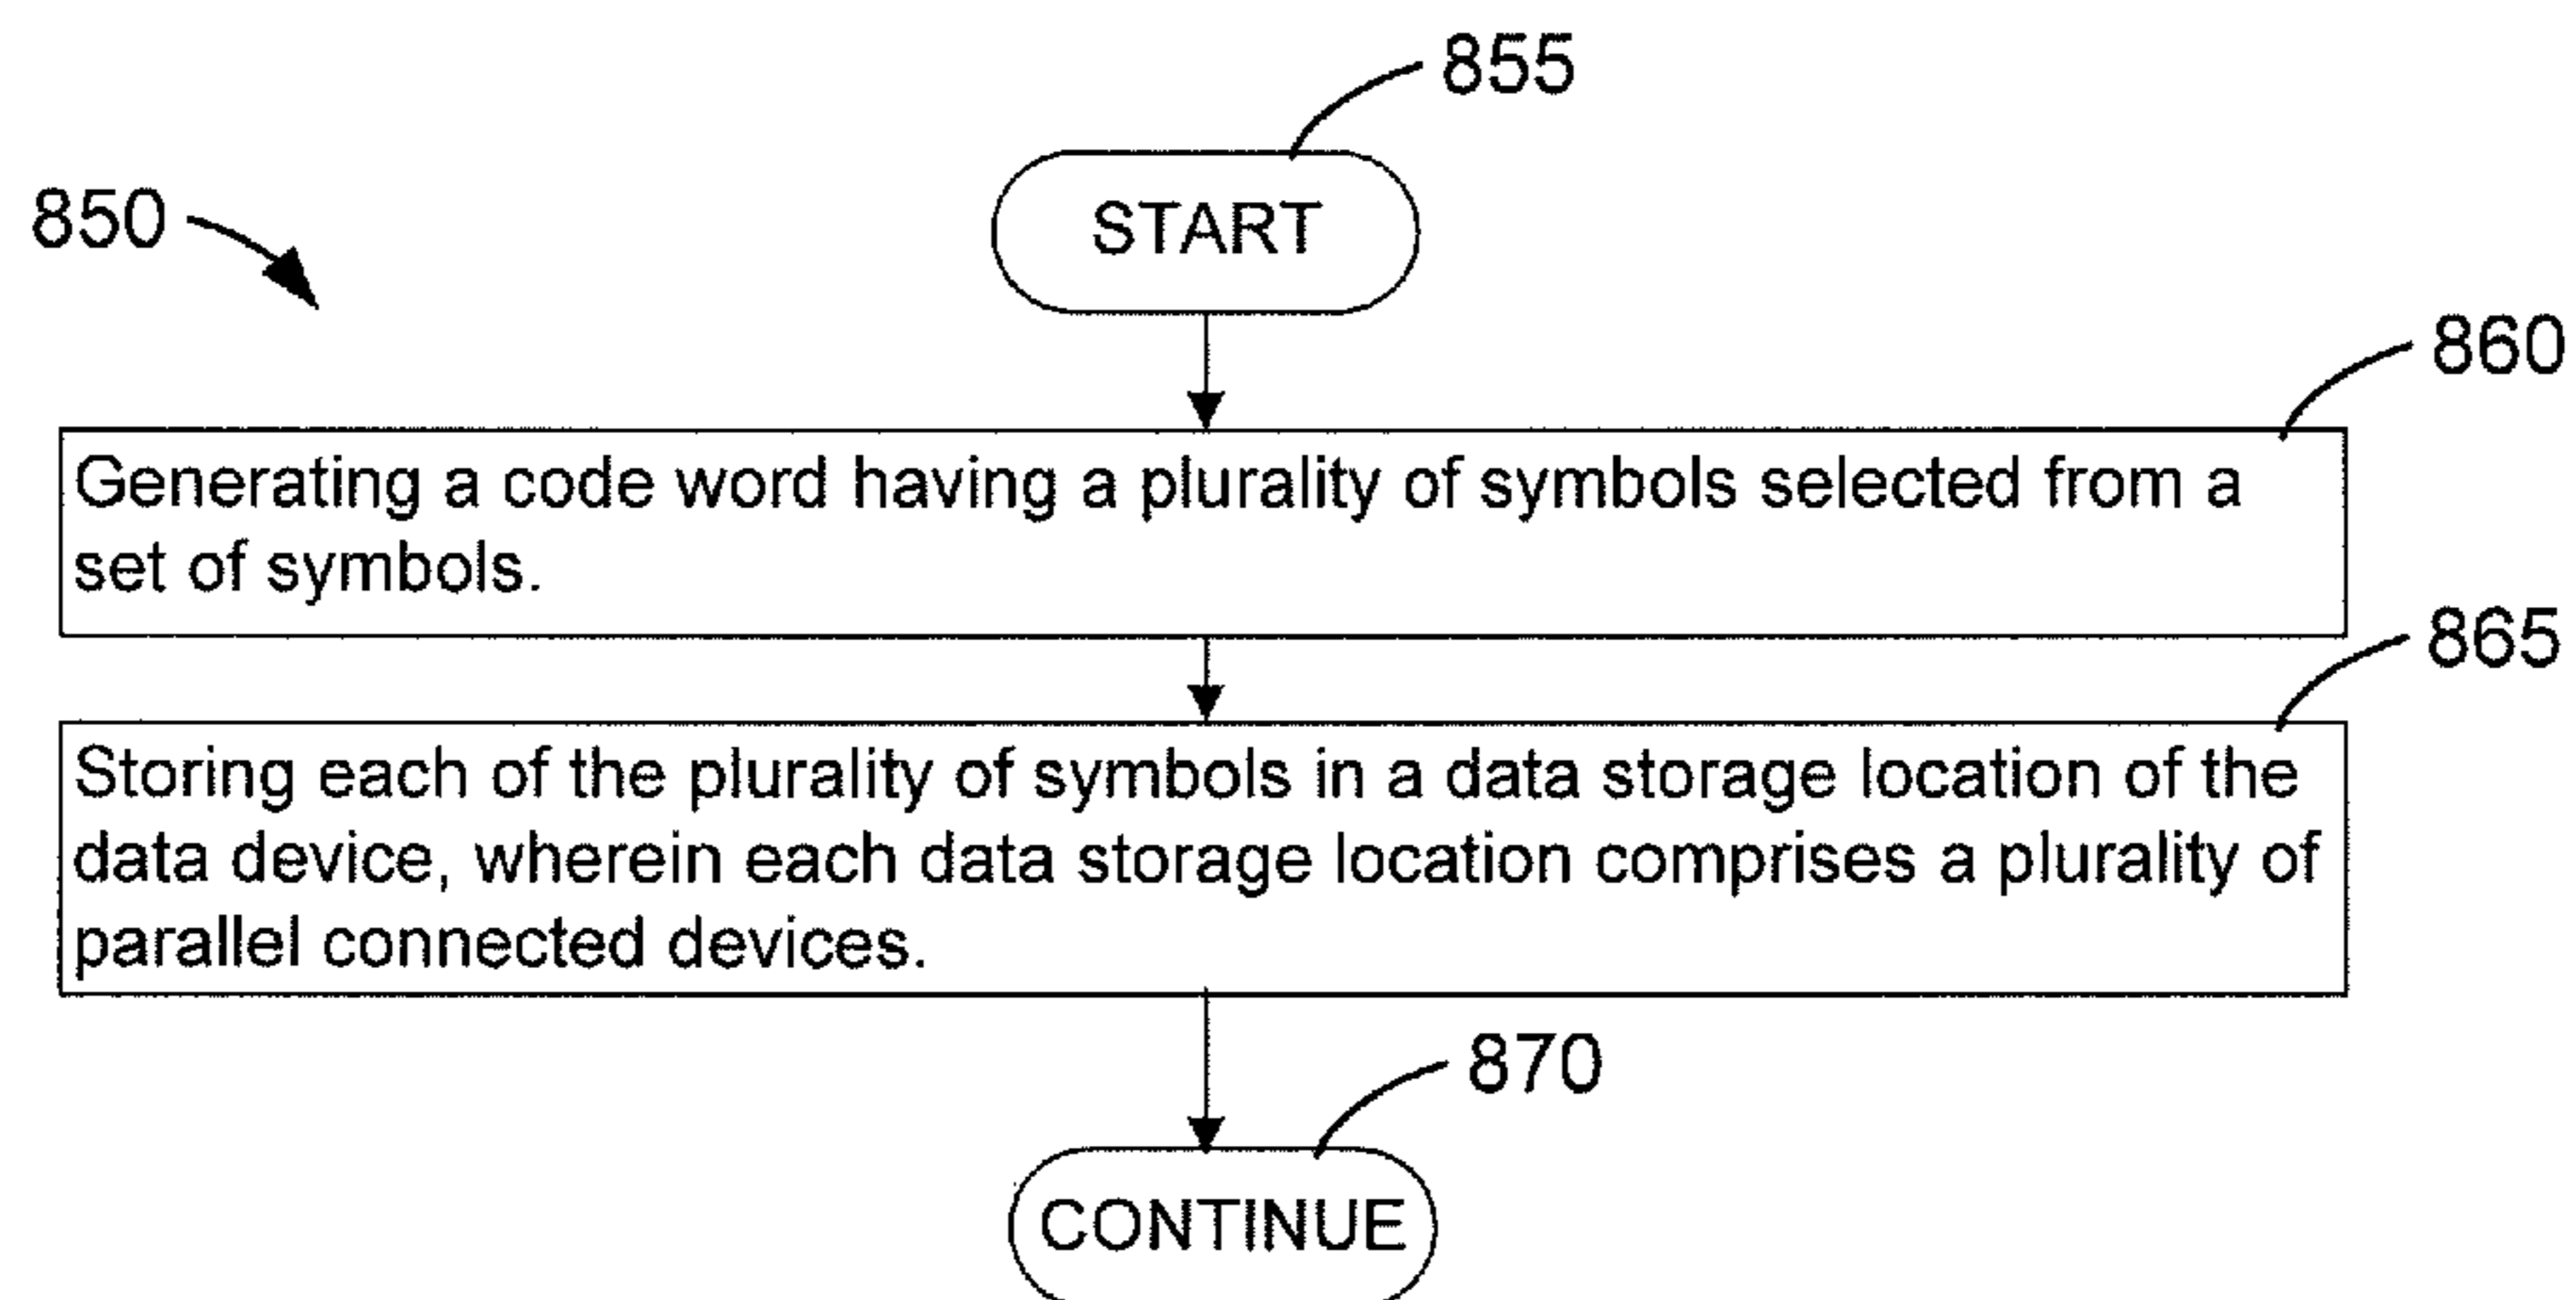 855
START
850
860
Generating a code word having a plurality of symbols selected from a
set of symbols.
865
Storing each of the plurality of symbols in a data storage location of the
data device, wherein each data storage location comprises a plurality of
parallel connected devices.
870
CONTINUE